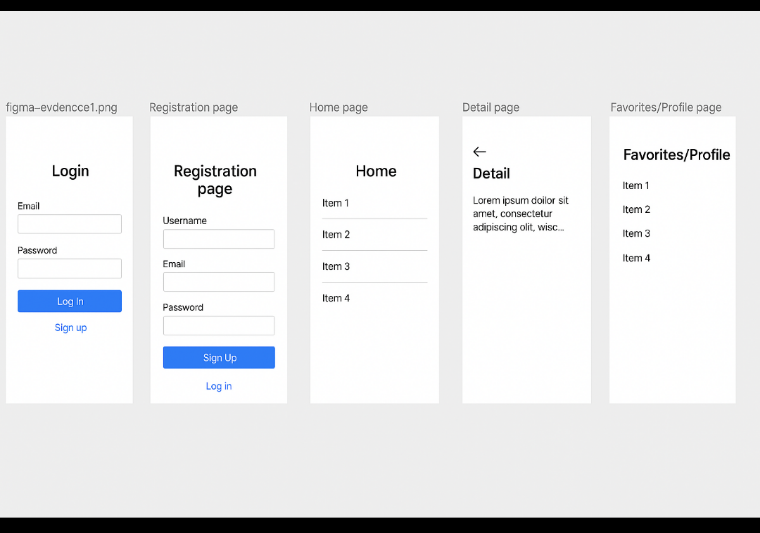 figma–evdencce1.png
Login
Email
Password
Log In
Sign up
Registration page
Registration
page
Username
Email
Password
Sign Up
Log in
Home page
Home
Item 1
Item 2
Item 3
Item 4
Detail page
Detail
Lorem ipsum doilor sit
amet, consectetur
adipiscing olit, wisc...
Favorites/Profile page
Favorites/Profile
Item 1
Item 2
Item 3
Item 4